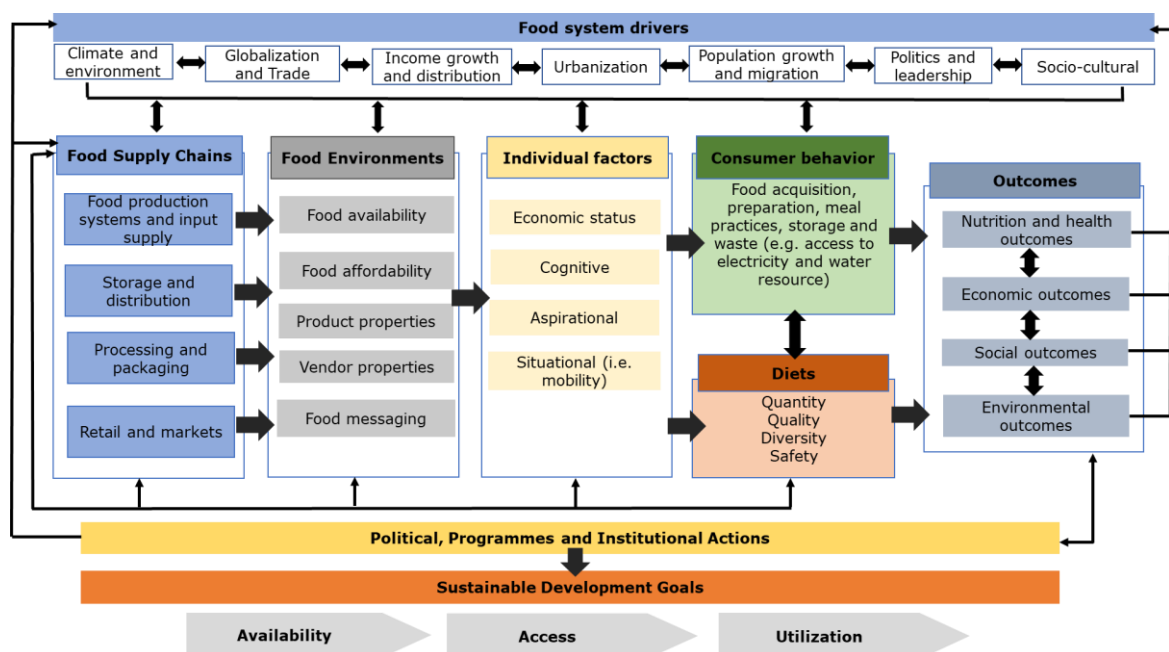 Food system drivers
Climate and
environment
Globalization
and Trade
Income growth
and distribution
Urbanization
Population growth
and migration
Politics and
leadership
Socio-cultural
Food Supply Chains
Food production
systems and input
supply
Storage and
distribution
Processing and
packaging
Retail and markets
Food Environments
Food availability
Food affordability
Product properties
Vendor properties
Food messaging
Individual factors
Economic status
Cognitive
Aspirational
Situational (i.e.
mobility)
Consumer behavior
Food acquisition,
preparation, meal
practices, storage and
waste (e.g. access to
electricity and water
resource)
Diets
Quantity
Quality
Diversity
Safety
Outcomes
Nutrition and health
outcomes
Economic outcomes
Social outcomes
Environmental
outcomes
Political, Programmes and Institutional Actions
Sustainable Development Goals
Availability
Access
Utilization